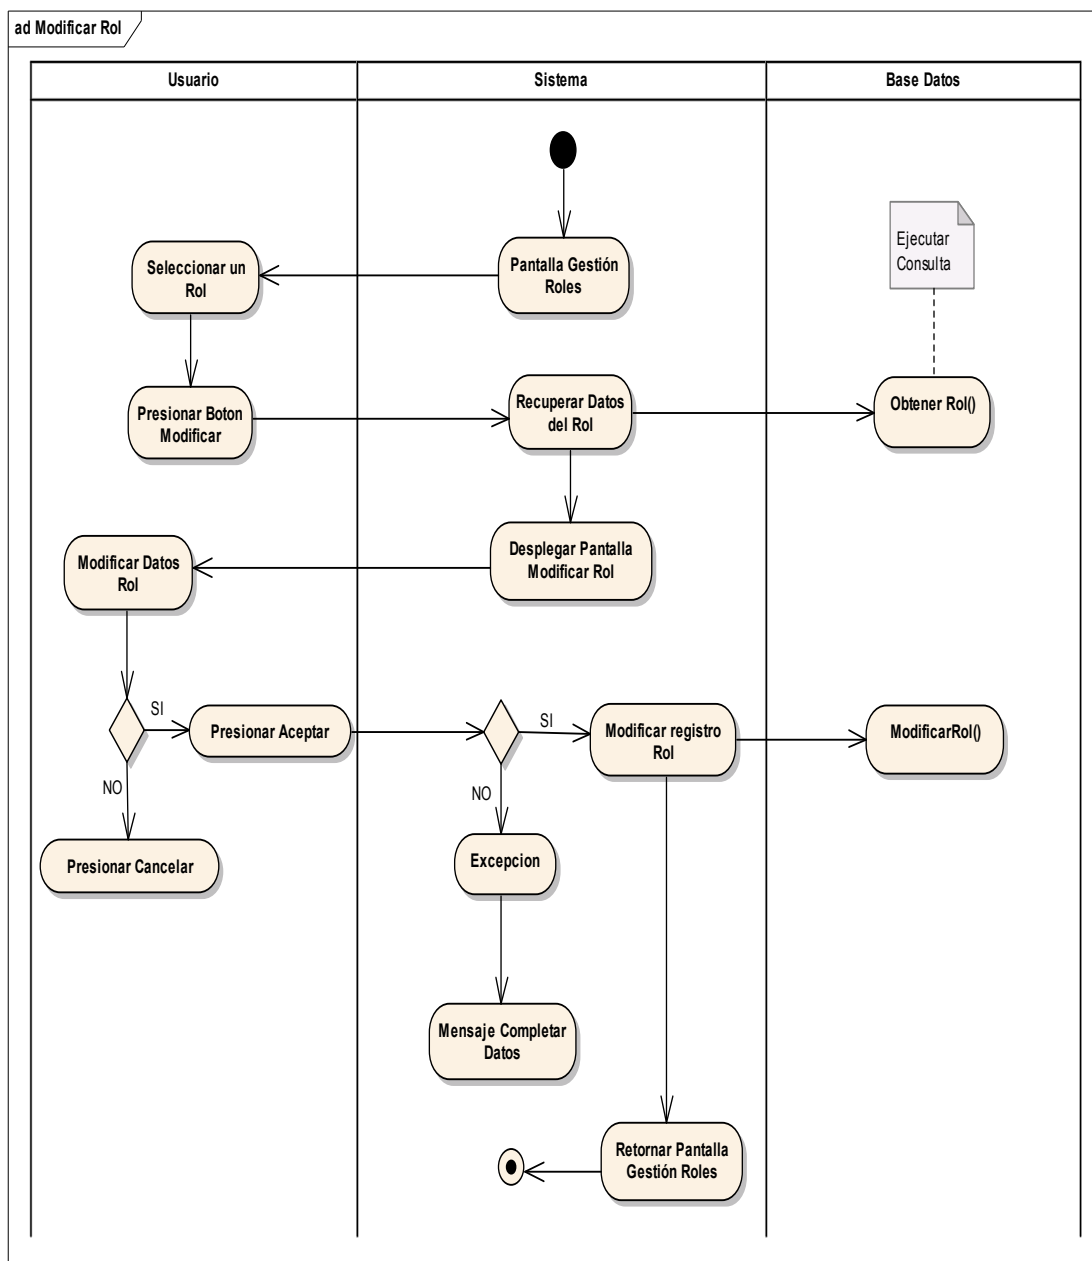 ad Modificar Rol
Usuario
Sistema
Base Datos
Seleccionar un
Rol
Pantalla Gestión
Roles
Ejecutar
Consulta
Presionar Boton
Modificar
Recuperar Datos
del Rol
Obtener Rol()
Modificar Datos
Rol
Desplegar Pantalla
Modificar Rol
SI
Presionar Aceptar
SI
Modificar registro
Rol
ModificarRol()
NO
NO
Presionar Cancelar
Excepcion
Mensaje Completar
Datos
Retornar Pantalla
Gestión Roles